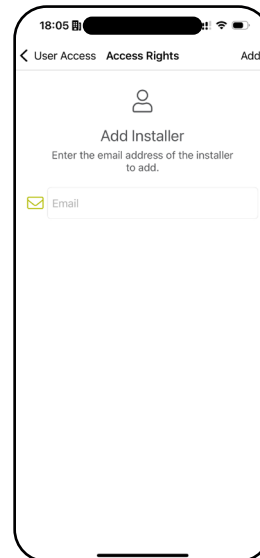 18:05
User Access Access Rights Add
Add Installer
Enter the email address of the installer
to add.
Email